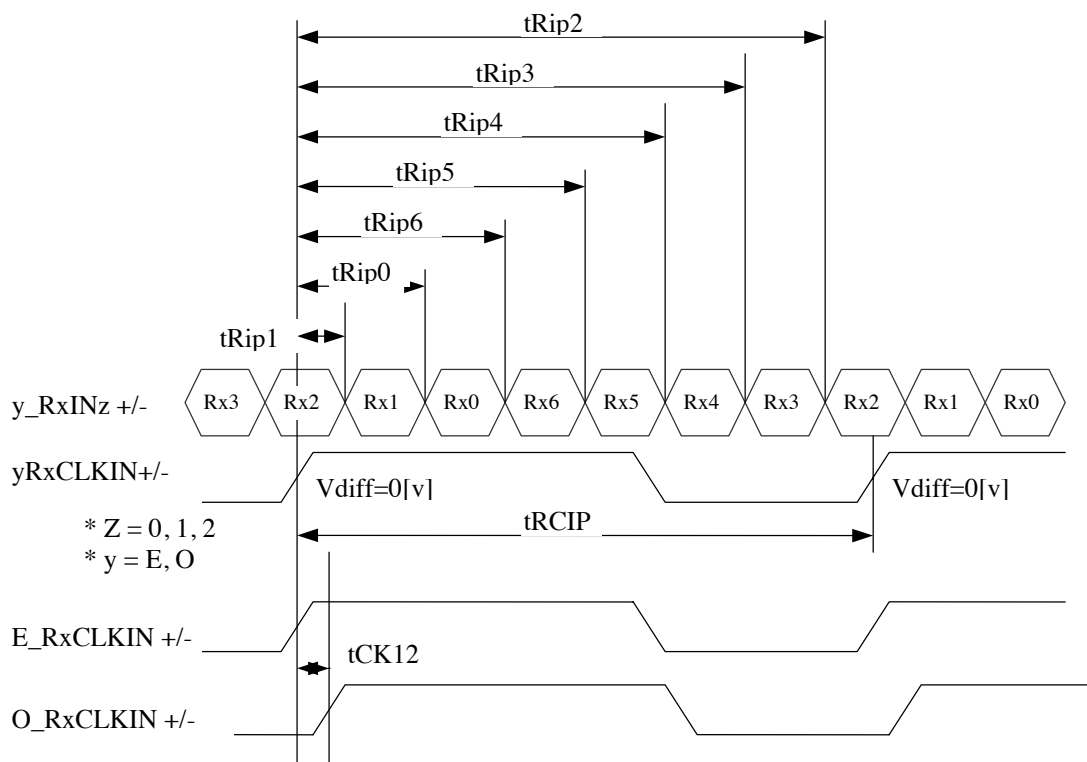 tRip2
tRip3
tRip4
tRip5
tRip6
tRip0
tRip1
y_RxINz +/-
Rx3 Rx2 Rx1 Rx0 Rx6 Rx5 Rx4 Rx3 Rx2 Rx1 Rx0
yRxCLKIN+/-
Vdiff=0[v] Vdiff=0[v]
* Z = 0, 1, 2
tRCIP
* y = E, O
E_RxCLKIN +/-
tCK12
O_RxCLKIN +/-